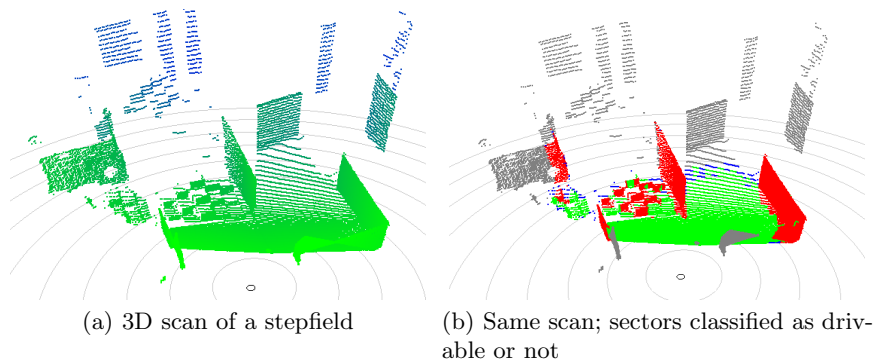 (a) 3D scan of a stepfield
(b) Same scan; sectors classified as driv-
able or not